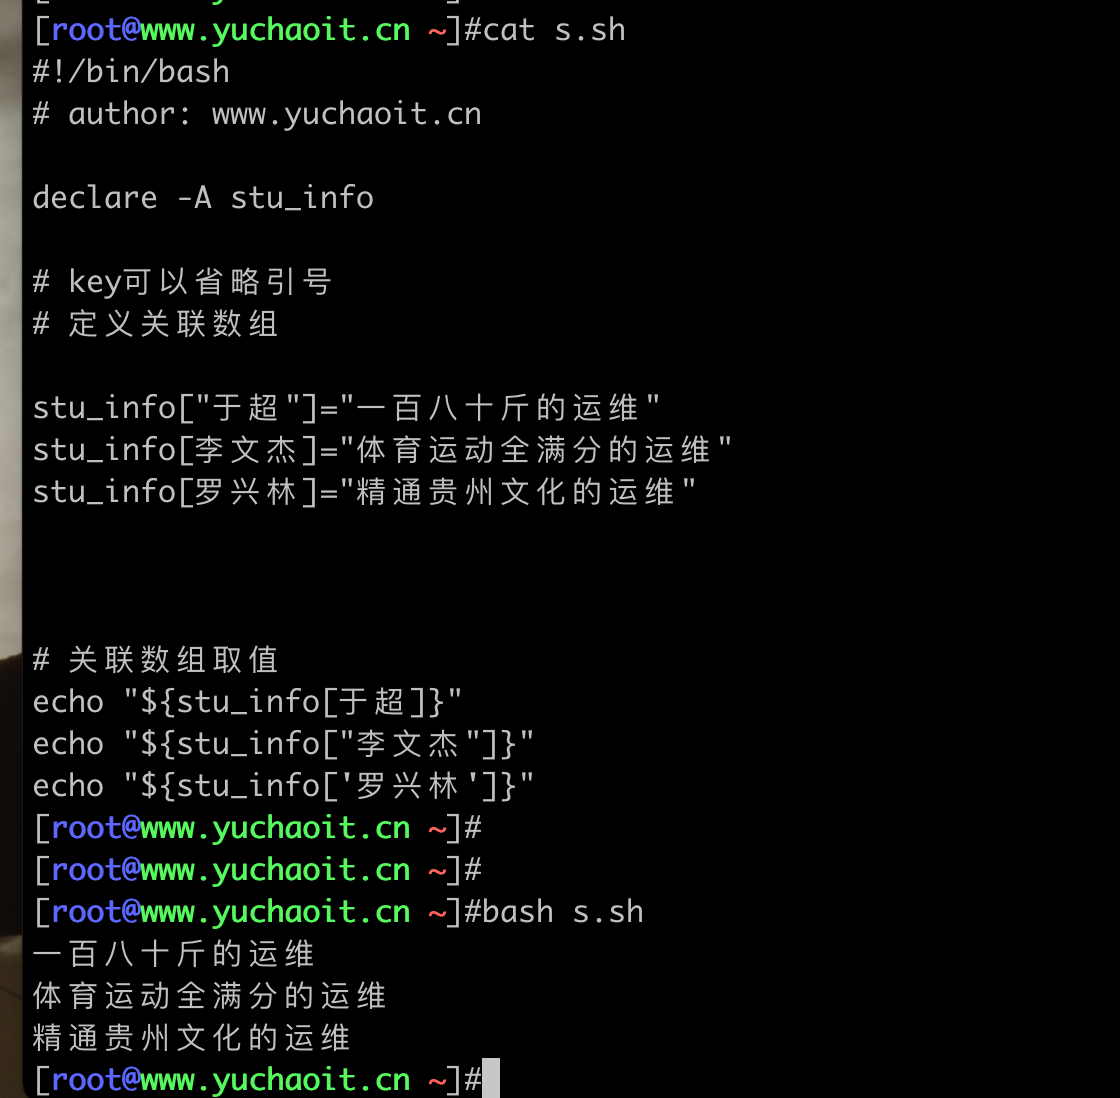 [root@www.yuchaoit.cn ~]#cat s.sh
#!/bin/bash
# author: www.yuchaoit.cn
declare -A stu_info
# key可以省略引号
# 定义关联数组
stu_info["于超"]="一百八十斤的运维"
stu_info[李文杰]="体育运动全满分的运维"
stu_info[罗兴林]="精通贵州文化的运维"
# 关联数组取值
echo "${stu_info[于超]}"
echo "${stu_info["李文杰"]}"
echo "${stu_info['罗兴林']}"
[root@www.yuchaoit.cn ~]#
[root@www.yuchaoit.cn ~]#
[root@www.yuchaoit.cn ~]#bash s.sh
一百八十斤的运维
体育运动全满分的运维
精通贵州文化的运维
[root@www.yuchaoit.cn ~]#